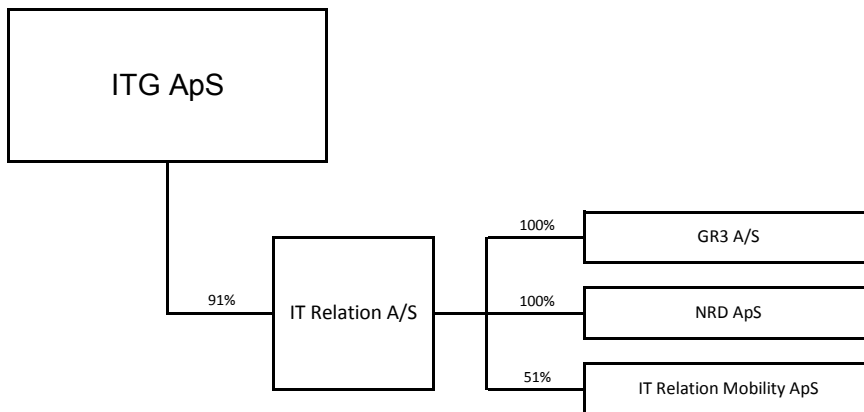 ITG ApS
100%
GR3 A/S
91%
IT Relation A/S
100%
NRD ApS
51%
IT Relation Mobility ApS